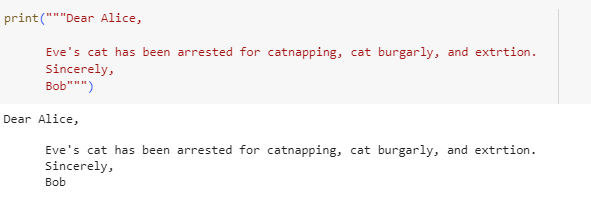 print("""Dear Alice,
Eve's cat has been arrested for catnapping, cat burgarly, and extrtion.
Sincerely,
Bob""")
Dear Alice,
Eve's cat has been arrested for catnapping, cat burgarly, and extrtion.
Sincerely,
Bob